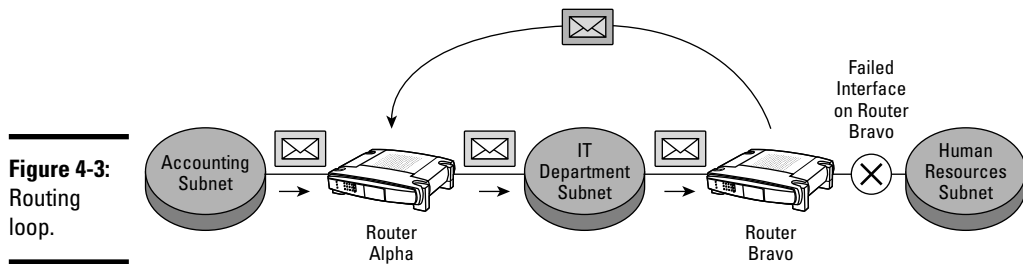 Figure 4-3:
Routing
loop.
Accounting
Subnet
Router
Alpha
IT
Department
Subnet
Router
Bravo
Failed
Interface
on Router
Bravo
Human
Resources
Subnet